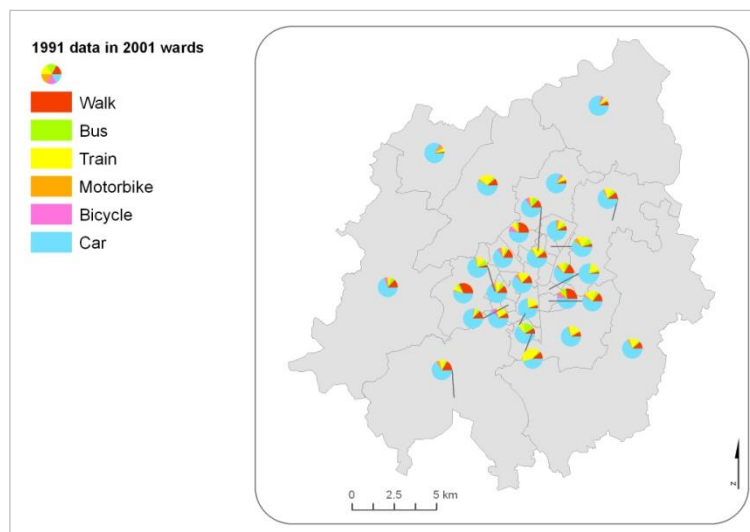 1991 data in 2001 wards
Walk
Bus
Train
Motorbike
Bicycle
Car
0 2.5 5 km
N